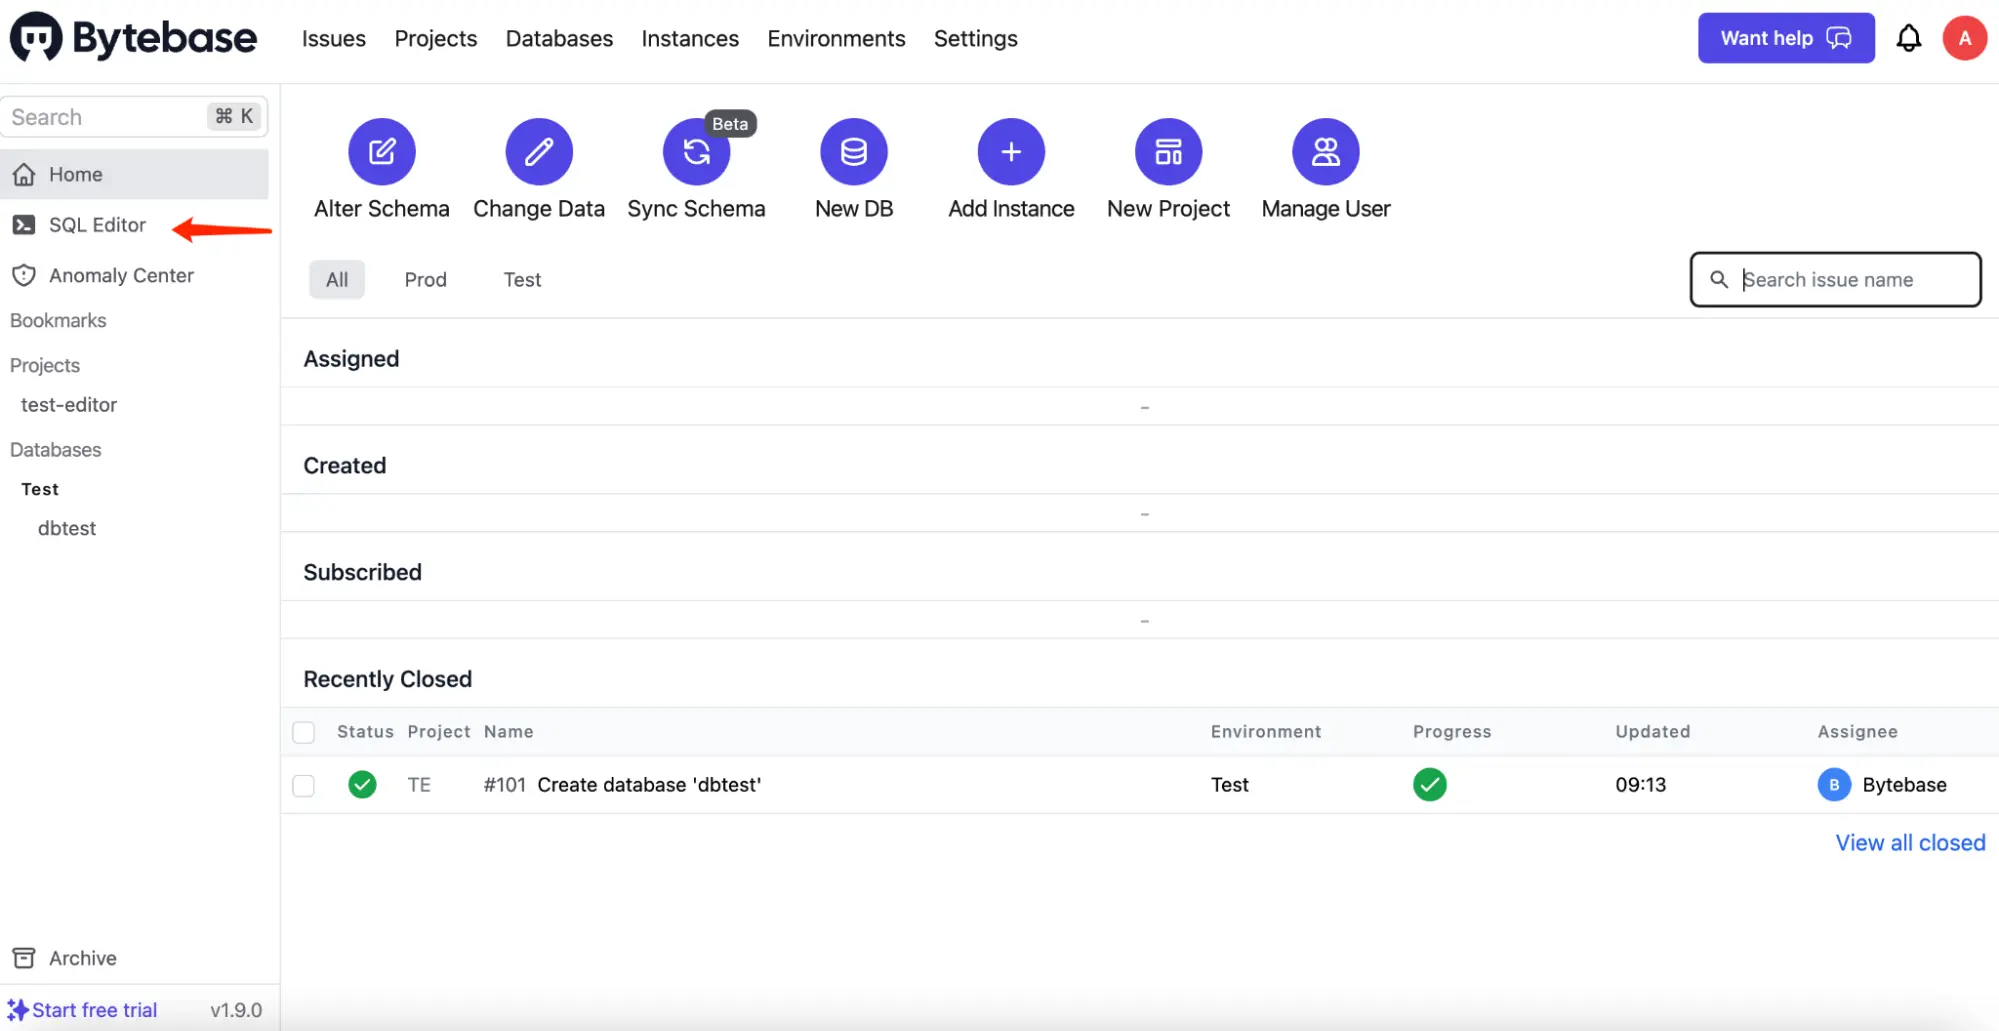 Bytebase
Issues
Projects
Databases
Instances
Environments
Settings
Want help
A
Search
⌘ K
Home
SQL Editor
Anomaly Center
Bookmarks
Projects
test-editor
Databases
Test
dbtest
Archive
Start free trial
v1.9.0
Beta
Alter Schema
Change Data
Sync Schema
New DB
Add Instance
New Project
Manage User
All
Prod
Test
Search issue name
Assigned
-
Created
-
Subscribed
-
Recently Closed
Status Project Name Environment Progress Updated Assignee
TE #101 Create database 'dbtest' Test 09:13 B Bytebase
View all closed